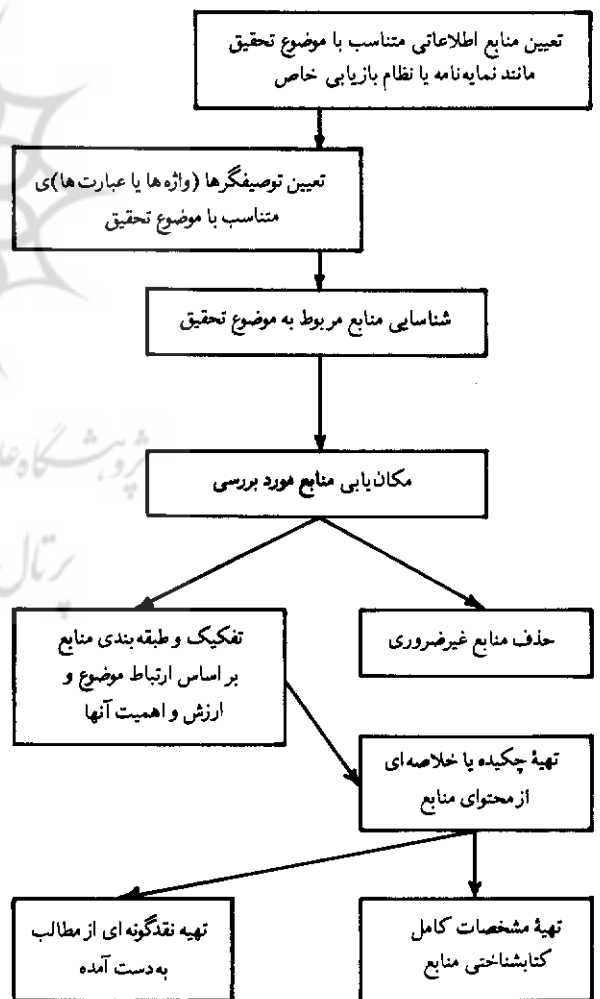 تعیین منابع اطلاعاتی متناسب با موضوع تحقیق
مانند نمایه‌نامه یا نظام بازیابی خاص
تعیین توصیفگرها (واژه‌ها یا عبارت‌ها)ی
متناسب با موضوع تحقیق
شناسایی منابع مربوط به موضوع تحقیق
مکان‌یابی منابع مورد بررسی
حذف منابع غیرضروری
تفکیک و طبقه‌بندی منابع
بر اساس ارتباط موضوع و
ارزش و اهمیت آنها
تهیهٔ چکیده یا خلاصه‌ای
از محتوای منابع
تهیهٔ مشخصات کامل
کتابشناختی منابع
تهیه نقدگونه‌ای از مطالب
به‌دست آمده
پژوهشگاه علو
پرتال